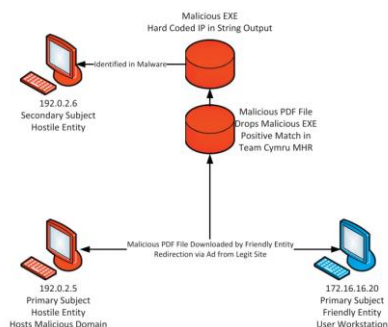 Malicious EXE
Hard Coded IP in String Output
Identified in Malware
192.0.2.6
Secondary Subject
Hostile Entity
Malicious PDF File
Drops Malicious EXE
Positive Match in
Team Cymru MHR
Malicious PDF File Downloaded by Friendly Entity
Redirection via Ad from Legit Site
192.0.2.5
Primary Subject
Hostile Entity
Hosts Malicious Domain
172.16.16.20
Primary Subject
Friendly Entity
User Workstation